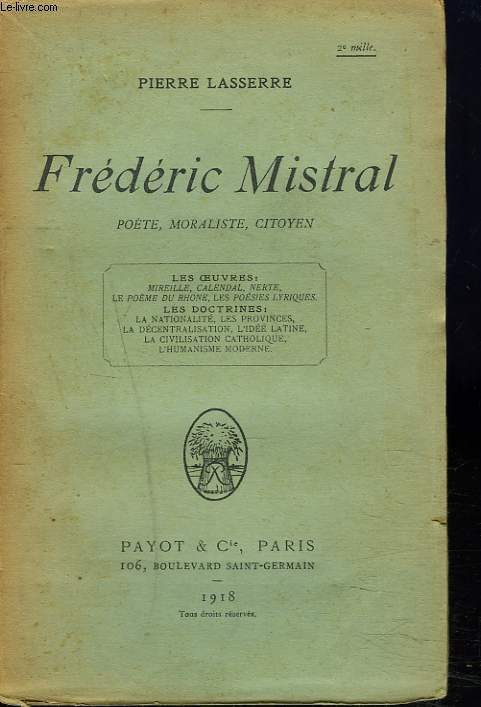 Le-livre.com
2e mille.
PIERRE LASSERRE
Frédéric Mistral
POÈTE, MORALISTE, CITOYEN
LES ŒUVRES:
MIREILLE, CALENDAL, NERTE,
LE POÈME DU RHONE, LES POÉSIES LYRIQUES.
LES DOCTRINES:
LA NATIONALITÉ, LES PROVINCES,
LA DÉCENTRALISATION, L'IDÉE LATINE,
LA CIVILISATION CATHOLIQUE,
L'HUMANISME MODERNE.
PAYOT & Cie, PARIS
106, BOULEVARD SAINT-GERMAIN
1918
Tous droits réservés.